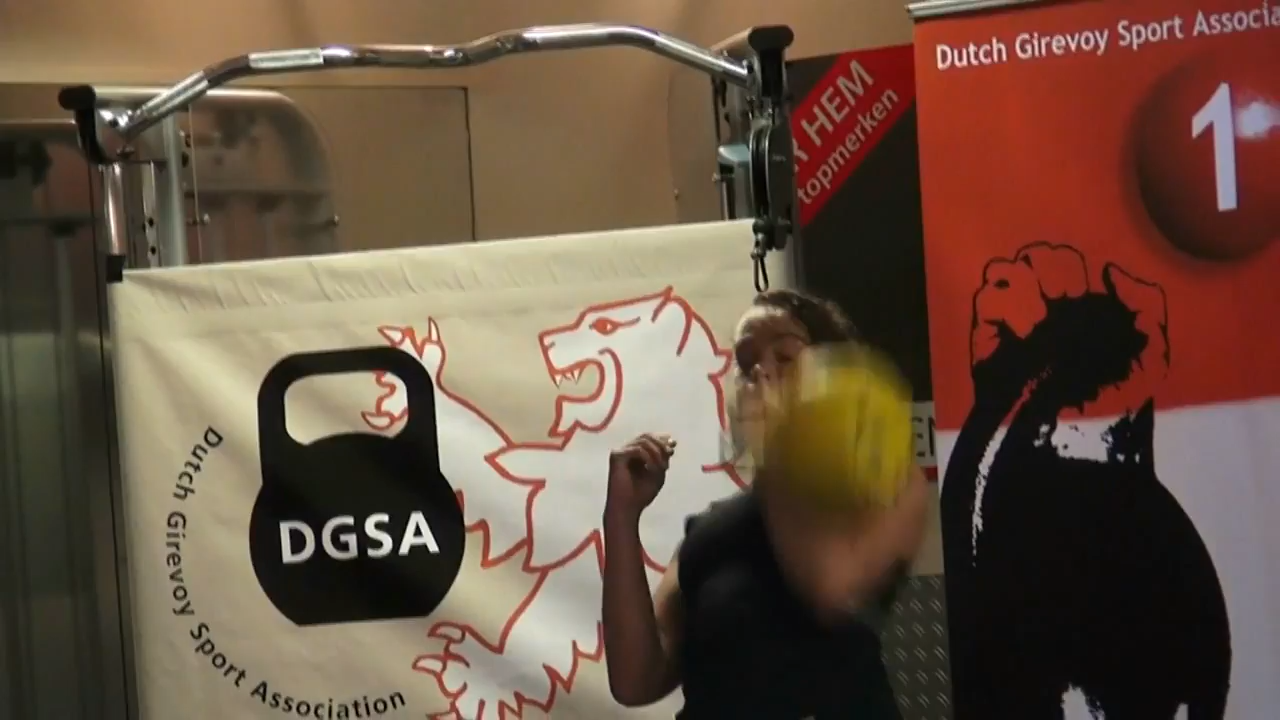 Dutch Girevoy Sport Associa
1
HEM
topmerken
DGSA
Dutch Girevoy Sport Association